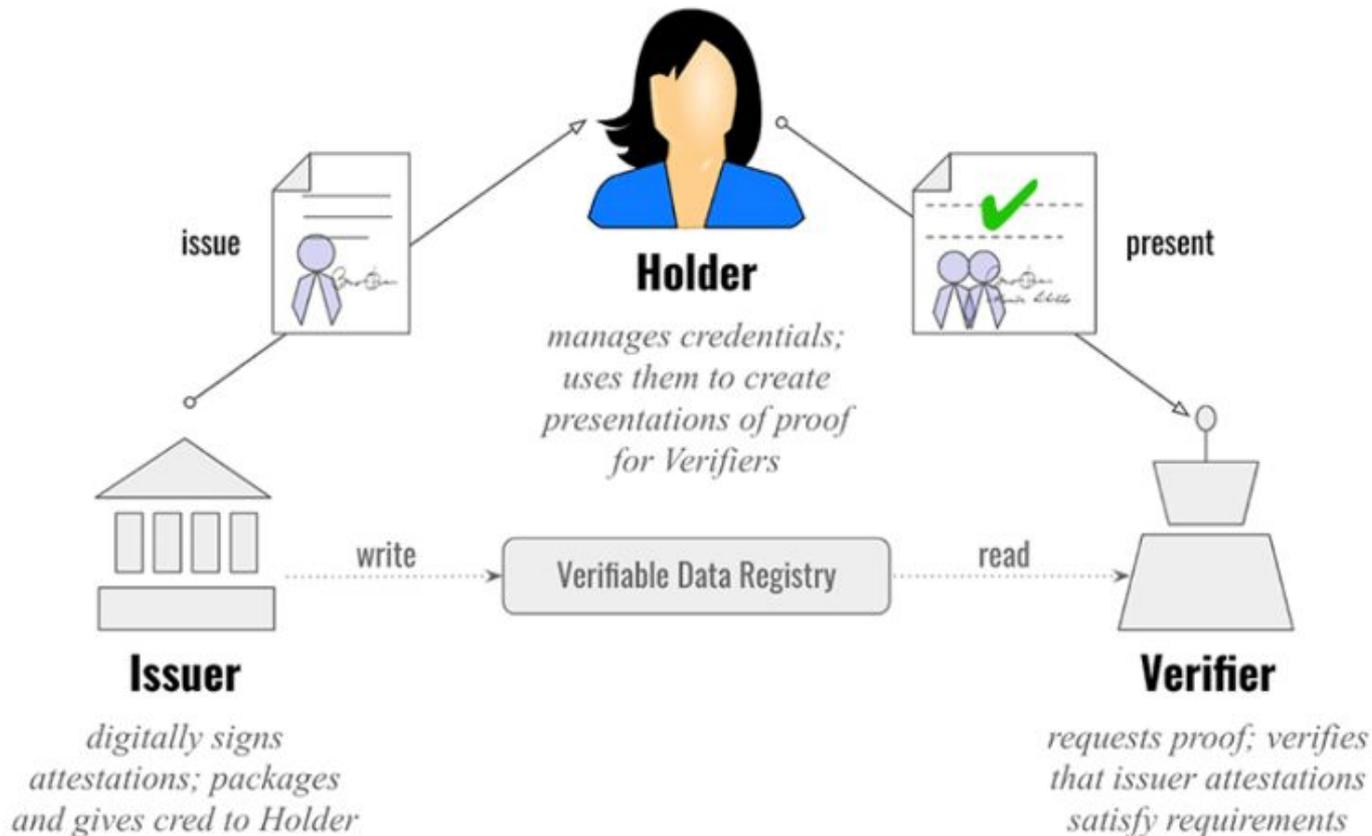 issue
present
Holder
manages credentials;
uses them to create
presentations of proof
for Verifiers
write
Verifiable Data Registry
read
Issuer
digitally signs
attestations; packages
and gives cred to Holder
Verifier
requests proof; verifies
that issuer attestations
satisfy requirements